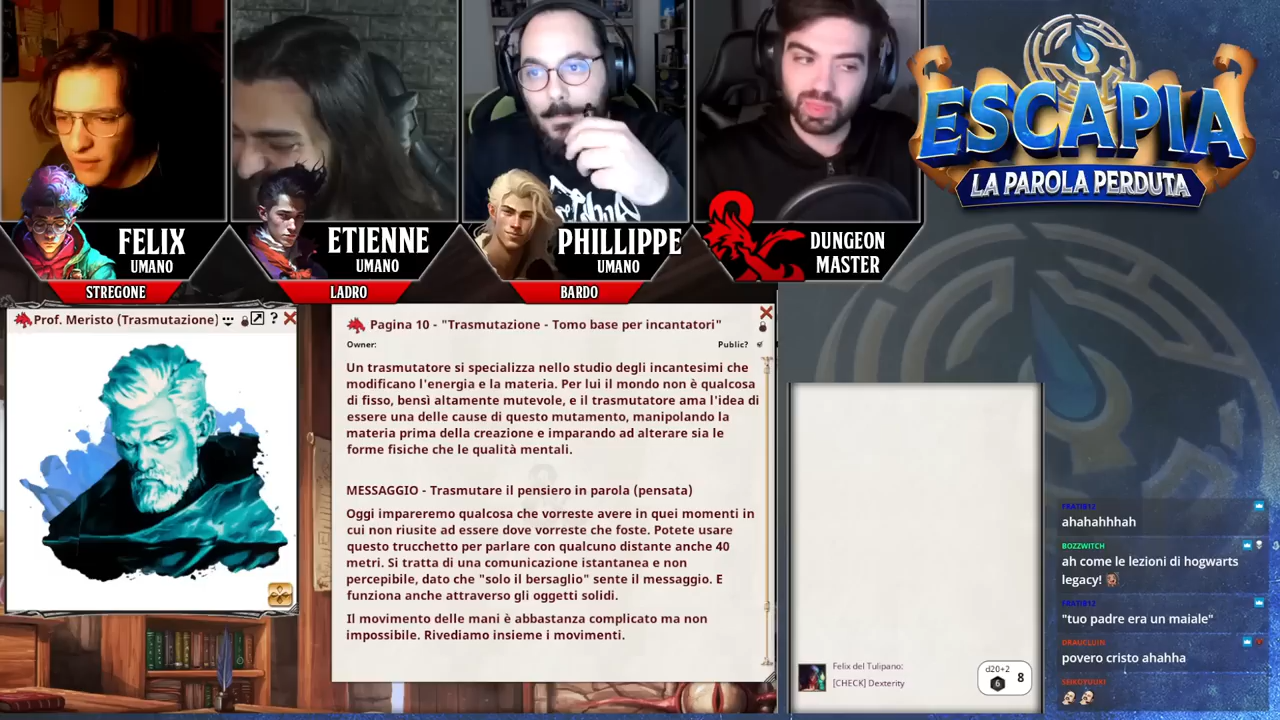 ESCAPIA
LA PAROLA PERDUTA
FELIX
UMANO
STREGONE
ETIENNE
UMANO
LADRO
PHILLIPPE
UMANO
BARDO
DUNGEON
MASTER
Prof. Meristo (Trasmutazione)
?
Pagina 10 - "Trasmutazione - Tomo base per incantatori"
Owner:
Public?
Un trasmutatore si specializza nello studio degli incantesimi che
modificano l'energia e la materia. Per lui il mondo non è qualcosa
di fisso, bensì altamente mutevole, e il trasmutatore ama l'idea di
essere una delle cause di questo mutamento, manipolando la
materia prima della creazione e imparando ad alterare sia le
forme fisiche che le qualità mentali.
MESSAGGIO - Trasmutare il pensiero in parola (pensata)
Oggi impareremo qualcosa che vorreste avere in quei momenti in
cui non riusite ad essere dove vorreste che foste. Potete usare
questo trucchetto per parlare con qualcuno distante anche 40
metri. Si tratta di una comunicazione istantanea e non
percepibile, dato che "solo il bersaglio" sente il messaggio. E
funziona anche attraverso gli oggetti solidi.
Il movimento delle mani è abbastanza complicato ma non
impossibile. Rivediamo insieme i movimenti.
Felix del Tulipano:
[CHECK] Dexterity
d20+2
6
8
FRATIB12
ahahahhhah
BOZZWITCH
ah come le lezioni di hogwarts
legacy!
FRATIB12
"tuo padre era un maiale"
DRAUGLUIN
povero cristo ahahha